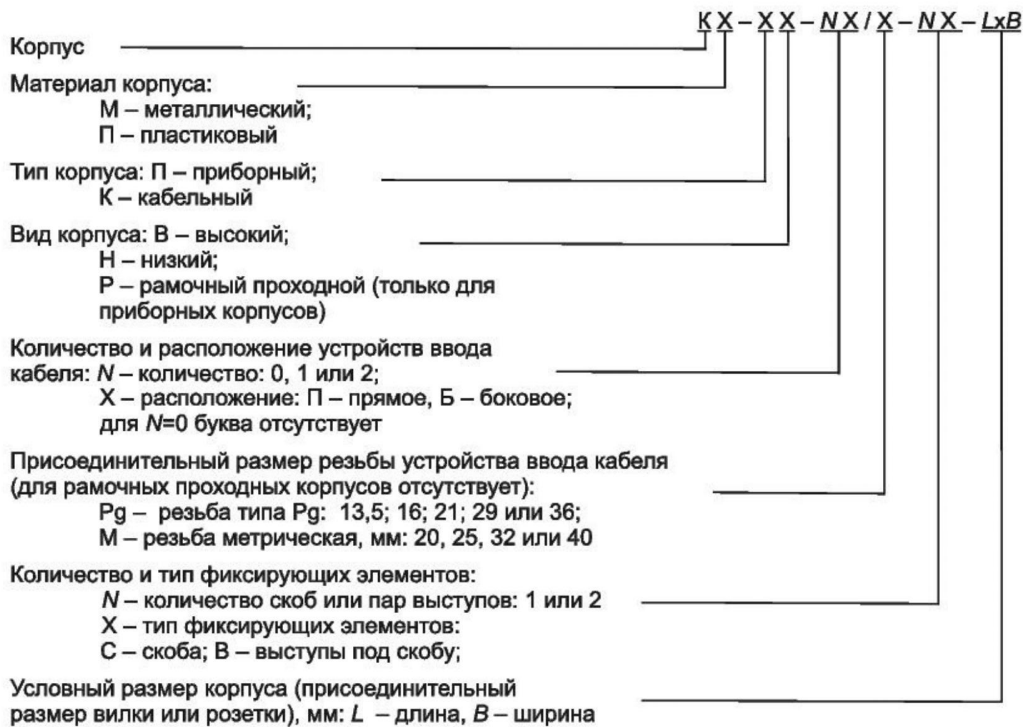 КХ – ХХ – NХ / Х – NХ – LxB
Корпус
Материал корпуса:
М – металлический;
П – пластиковый
Тип корпуса: П – приборный;
К – кабельный
Вид корпуса: В – высокий;
Н – низкий;
Р – рамочный проходной (только для
приборных корпусов)
Количество и расположение устройств ввода
кабеля: N – количество: 0, 1 или 2;
Х – расположение: П – прямое, Б – боковое;
для N=0 буква отсутствует
Присоединительный размер резьбы устройства ввода кабеля
(для рамочных проходных корпусов отсутствует):
Pg – резьба типа Pg: 13,5; 16; 21; 29 или 36;
М – резьба метрическая, мм: 20, 25, 32 или 40
Количество и тип фиксирующих элементов:
N – количество скоб или пар выступов: 1 или 2
Х – тип фиксирующих элементов:
С – скоба; В – выступы под скобу;
Условный размер корпуса (присоединительный
размер вилки или розетки), мм: L – длина, B – ширина